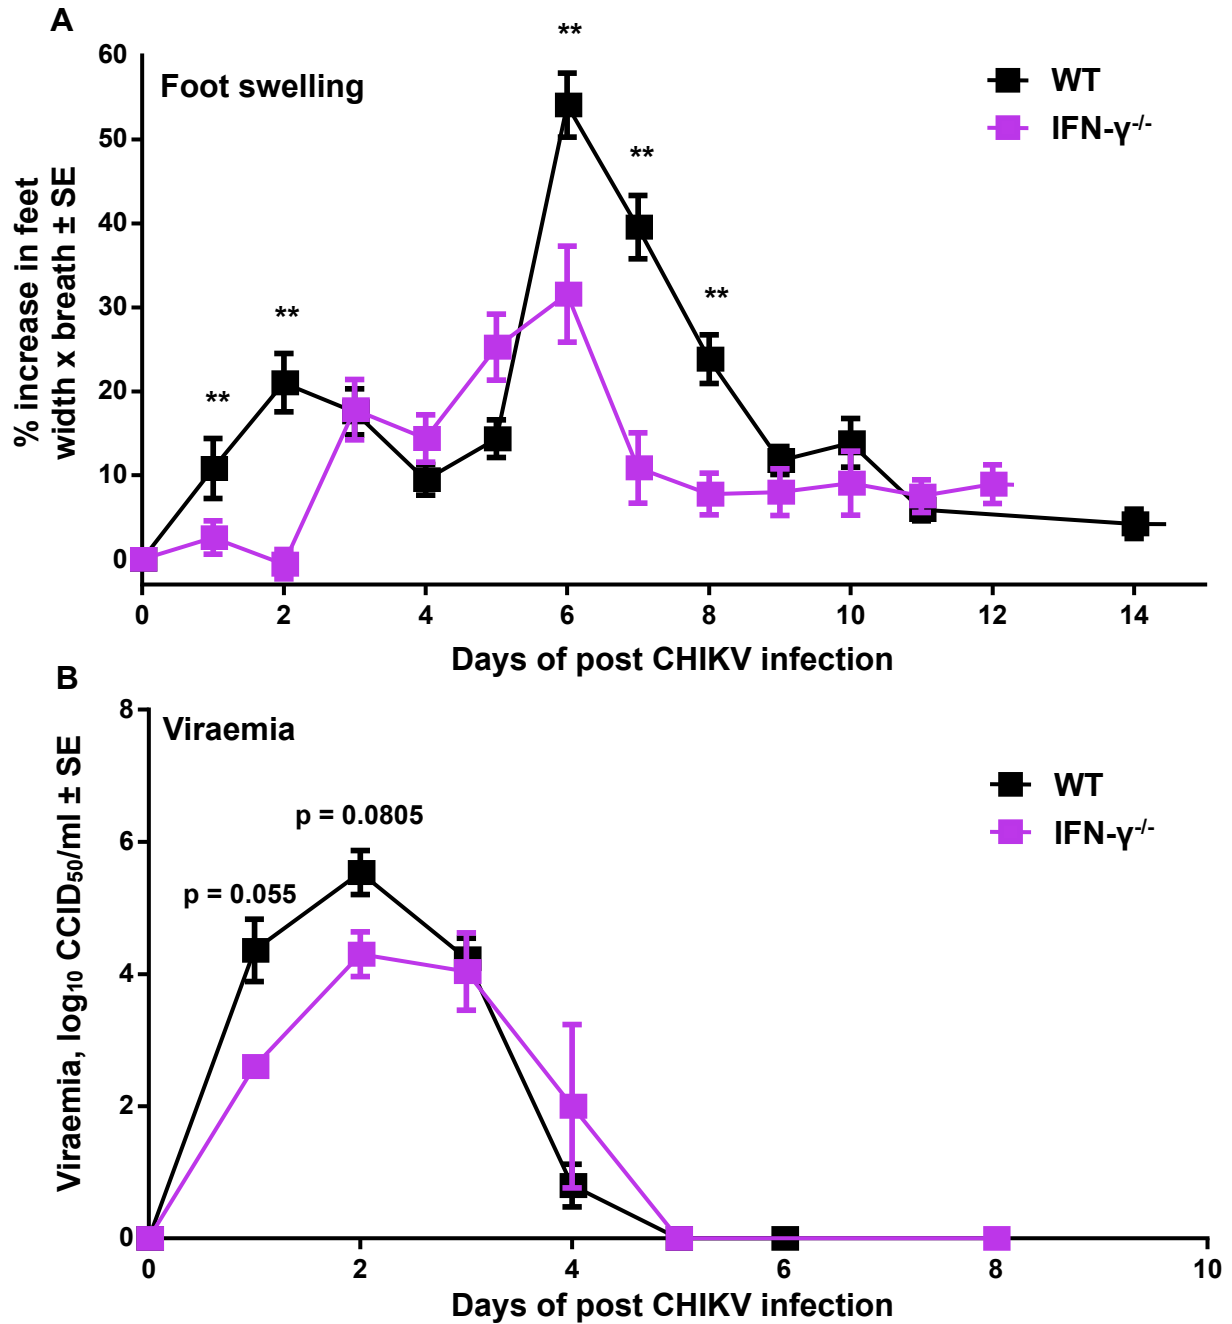 A
Foot swelling
WT
IFN-γ-/-
% increase in feet
width x breath ± SE
60
50
40
30
20
10
0
**
**
**
**
**
0 2 4 6 8 10 12 14
Days of post CHIKV infection
B
Viraemia
WT
IFN-γ-/-
Viraemia, log10 CCID50/ml ± SE
8
6
4
2
0
p = 0.0805
p = 0.055
0 2 4 6 8 10
Days of post CHIKV infection